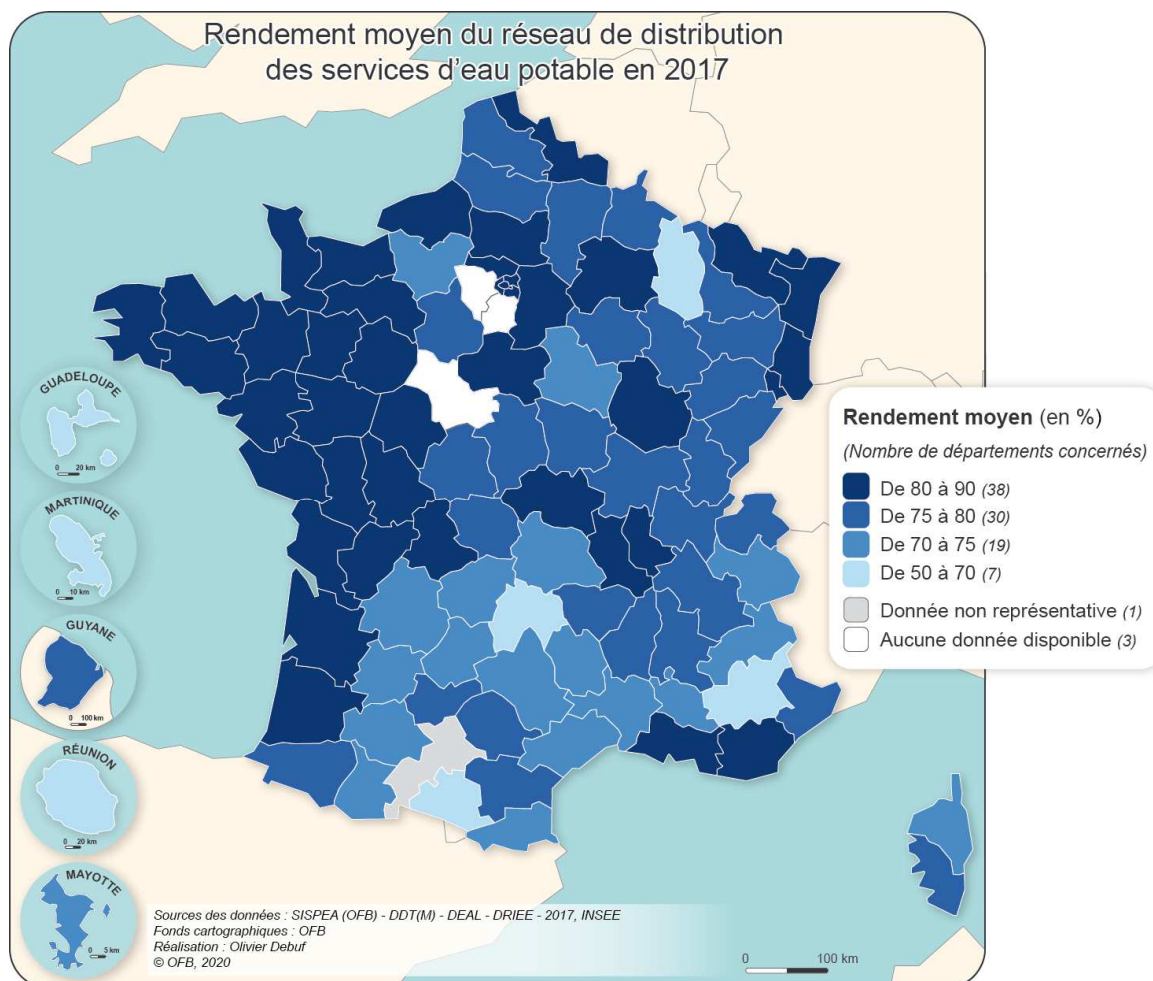 Rendement moyen du réseau de distribution
des services d'eau potable en 2017
GUADELOUPE
0 20 km
MARTINIQUE
0 10 km
GUYANE
0 100 km
RÉUNION
0 20 km
MAYOTTE
0 5 km
Rendement moyen (en %)
(Nombre de départements concernés)
De 80 à 90 (38)
De 75 à 80 (30)
De 70 à 75 (19)
De 50 à 70 (7)
Donnée non représentative (1)
Aucune donnée disponible (3)
Sources des données : SISPEA (OFB) - DDT(M) - DEAL - DRIEE - 2017, INSEE
Fonds cartographiques : OFB
Réalisation : Olivier Debuf
© OFB, 2020
0 100 km